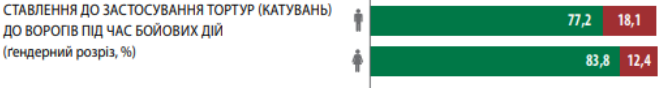 СТАВЛЕННЯ ДО ЗАСТОСУВАННЯ ТОРТУР (КАТУВАНЬ)
ДО ВОРОГІВ ПІД ЧАС БОЙОВИХ ДІЙ
(ґендерний розріз, %)
77,2 18,1
83,8 12,4